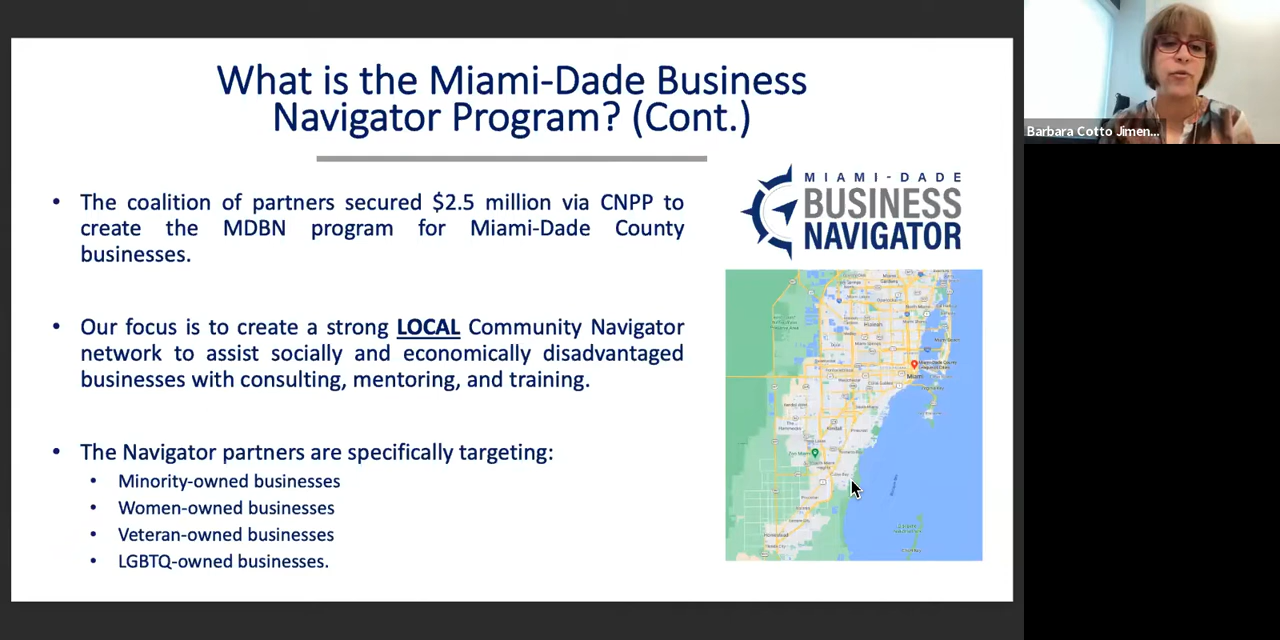 What is the Miami-Dade Business
Navigator Program? (Cont.)
• The coalition of partners secured $2.5 million via CNPP to
create the MDBN program for Miami-Dade County
businesses.
• Our focus is to create a strong LOCAL Community Navigator
network to assist socially and economically disadvantaged
businesses with consulting, mentoring, and training.
• The Navigator partners are specifically targeting:
• Minority-owned businesses
• Women-owned businesses
• Veteran-owned businesses
• LGBTQ-owned businesses.
MIAMI-DADE
BUSINESS
NAVIGATOR
Hialeah
Miami
Kendall
Homestead
Barbara Cotto Jimen...